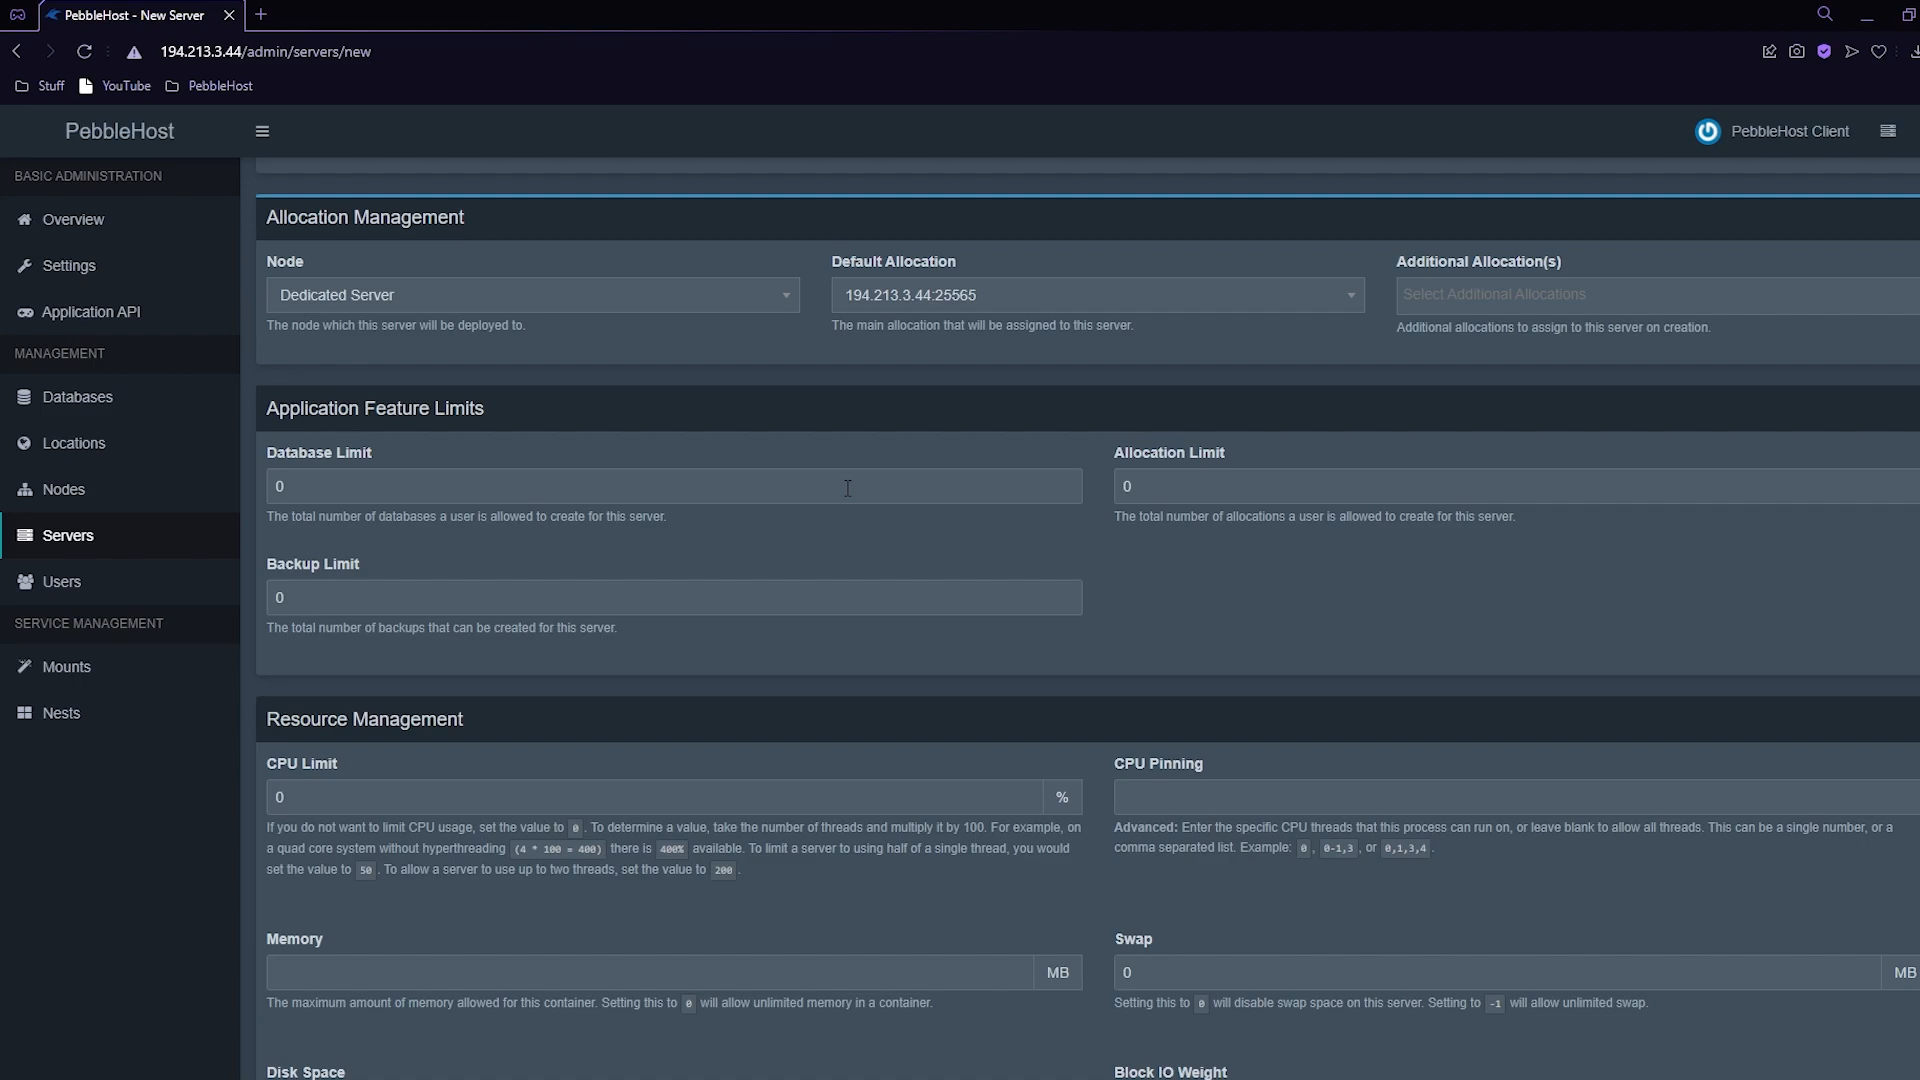 PebbleHost - New Server
194.213.3.44/admin/servers/new
Stuff
YouTube
PebbleHost
PebbleHost
PebbleHost Client
BASIC ADMINISTRATION
Overview
Settings
Application API
MANAGEMENT
Databases
Locations
Nodes
Servers
Users
SERVICE MANAGEMENT
Mounts
Nests
Allocation Management
Node
Dedicated Server
The node which this server will be deployed to.
Default Allocation
194.213.3.44:25565
The main allocation that will be assigned to this server.
Additional Allocation(s)
Select Additional Allocations
Additional allocations to assign to this server on creation.
Application Feature Limits
Database Limit
0
The total number of databases a user is allowed to create for this server.
Allocation Limit
0
The total number of allocations a user is allowed to create for this server.
Backup Limit
0
The total number of backups that can be created for this server.
Resource Management
CPU Limit
0
%
If you do not want to limit CPU usage, set the value to 0. To determine a value, take the number of threads and multiply it by 100. For example, on
a quad core system without hyperthreading (4 * 100 = 400) there is 400% available. To limit a server to using half of a single thread, you would
set the value to 50. To allow a server to use up to two threads, set the value to 200.
CPU Pinning
Advanced: Enter the specific CPU threads that this process can run on, or leave blank to allow all threads. This can be a single number, or a
comma separated list. Example: 0, 0-1,3, or 0,1,3,4.
Memory
MB
The maximum amount of memory allowed for this container. Setting this to 0 will allow unlimited memory in a container.
Swap
0
MB
Setting this to 0 will disable swap space on this server. Setting to -1 will allow unlimited swap.
Disk Space
Block IO Weight